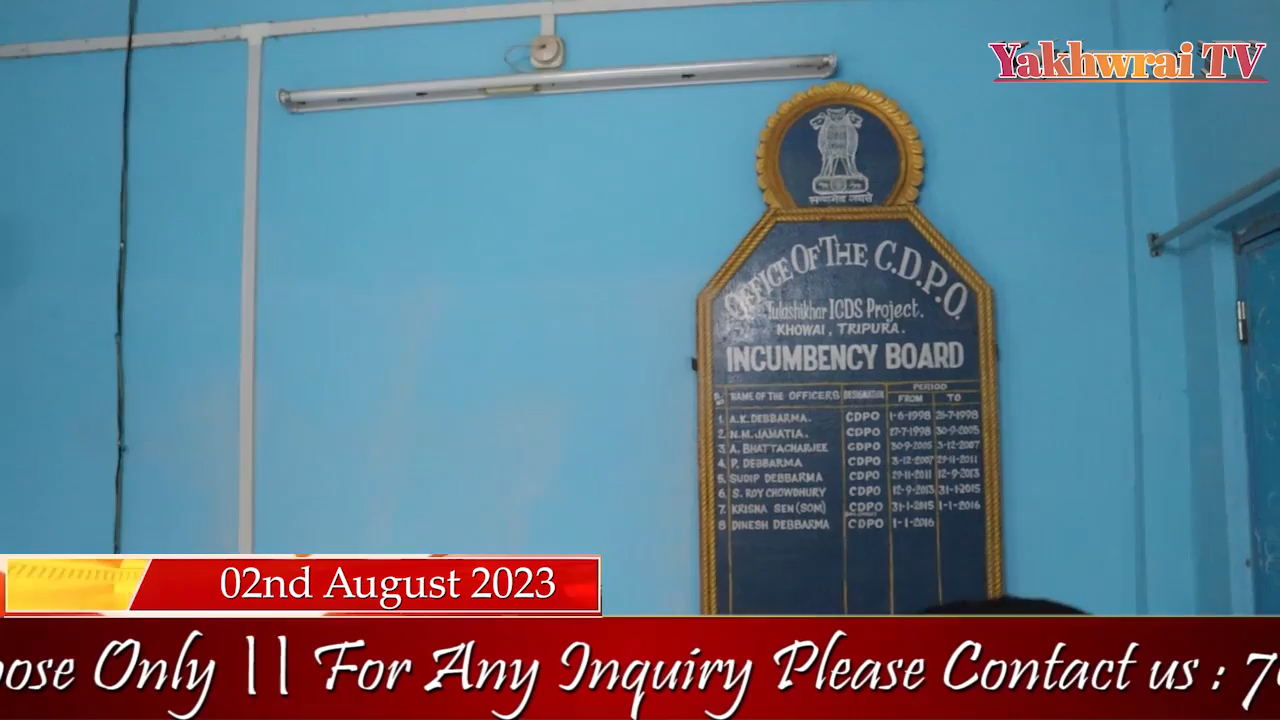 Yakhwrai TV
सत्यमेव जयते
OFFICE OF THE C.D.P.O.
Tulashikhar ICDS Project.
KHOWAI, TRIPURA.
INCUMBENCY BOARD
NAME OF THE OFFICERS DESIGNATION PERIOD
FROM TO
1. A.K. DEBBARMA. CDPO 1-6-1998 26-7-1998
2. N.M. JAMATIA. CDPO 27-7-1998 30-9-2005
3. A. BHATTACHARJEE CDPO 30-9-2005 3-12-2007
4. P. DEBBARMA CDPO 3-12-2007 29-11-2011
5. SUDIP DEBBARMA CDPO 29-11-2011 12-9-2013
6. S. ROY CHOWDHURY CDPO 12-9-2013 31-1-2015
7. KRISNA SEN (SOM) CDPO 31-1-2015 1-1-2016
8 DINESH DEBBARMA CDPO 1-1-2016
02nd August 2023
pose Only || For Any Inquiry Please Contact us : 7